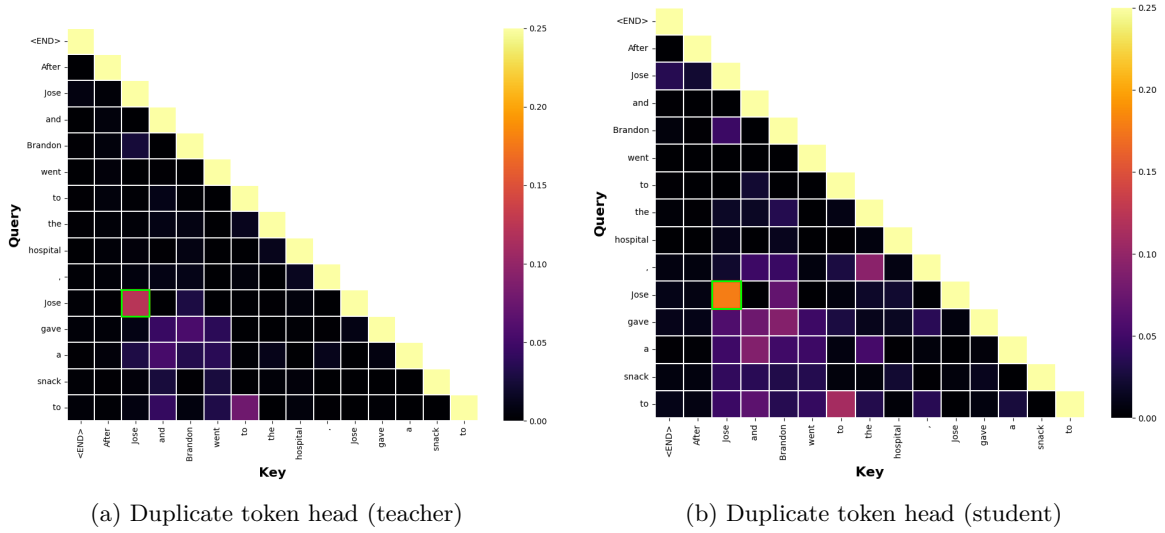 <END>
After
Jose
and
Brandon
went
to
the
hospital
,
Jose
gave
a
snack
to
Query
<END>
After
Jose
and
Brandon
went
to
the
hospital
,
Jose
gave
a
snack
to
Key
0.25
0.20
0.15
0.10
0.05
0.00
(a) Duplicate token head (teacher)
<END>
After
Jose
and
Brandon
went
to
the
hospital
,
Jose
gave
a
snack
to
Query
<END>
After
Jose
and
Brandon
went
to
the
hospital
,
Jose
gave
a
snack
to
Key
0.25
0.20
0.15
0.10
0.05
0.00
(b) Duplicate token head (student)